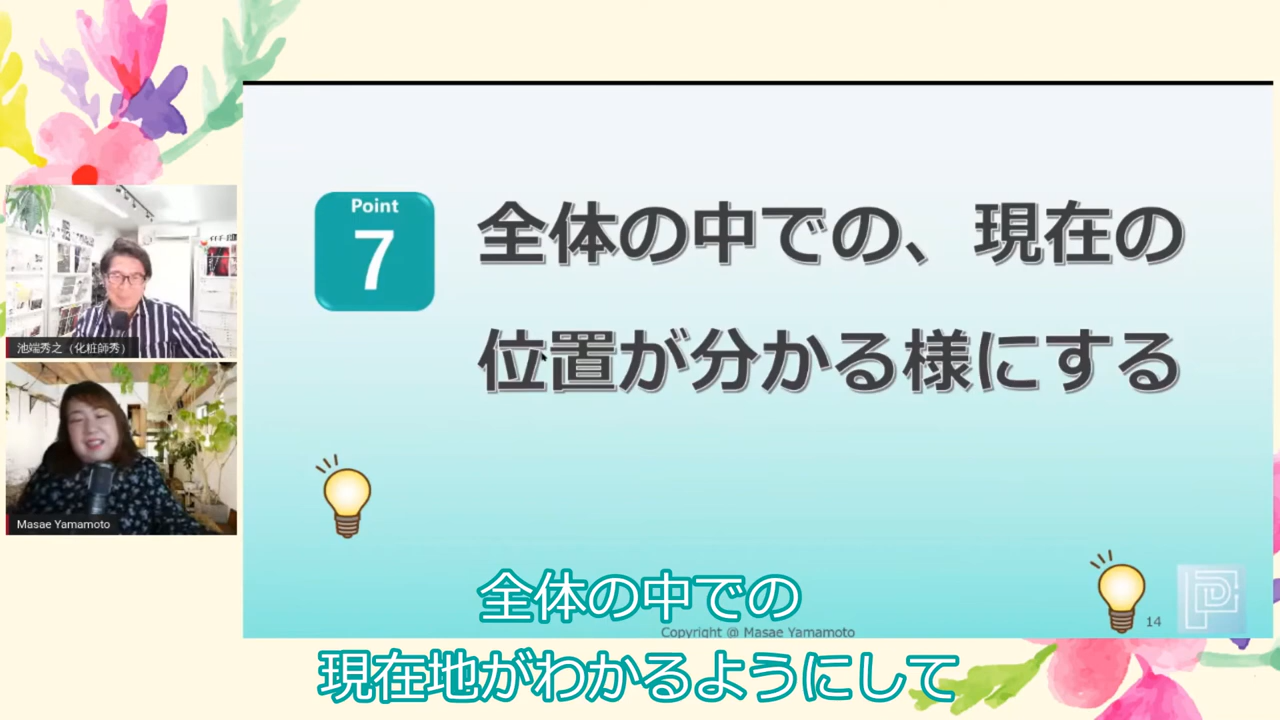 Point
7
全体の中での、現在の
位置が分かる様にする
池端秀之（化粧師秀）
Masae Yamamoto
全体の中での
Copyright @ Masae Yamamoto
14
現在地がわかるようにして